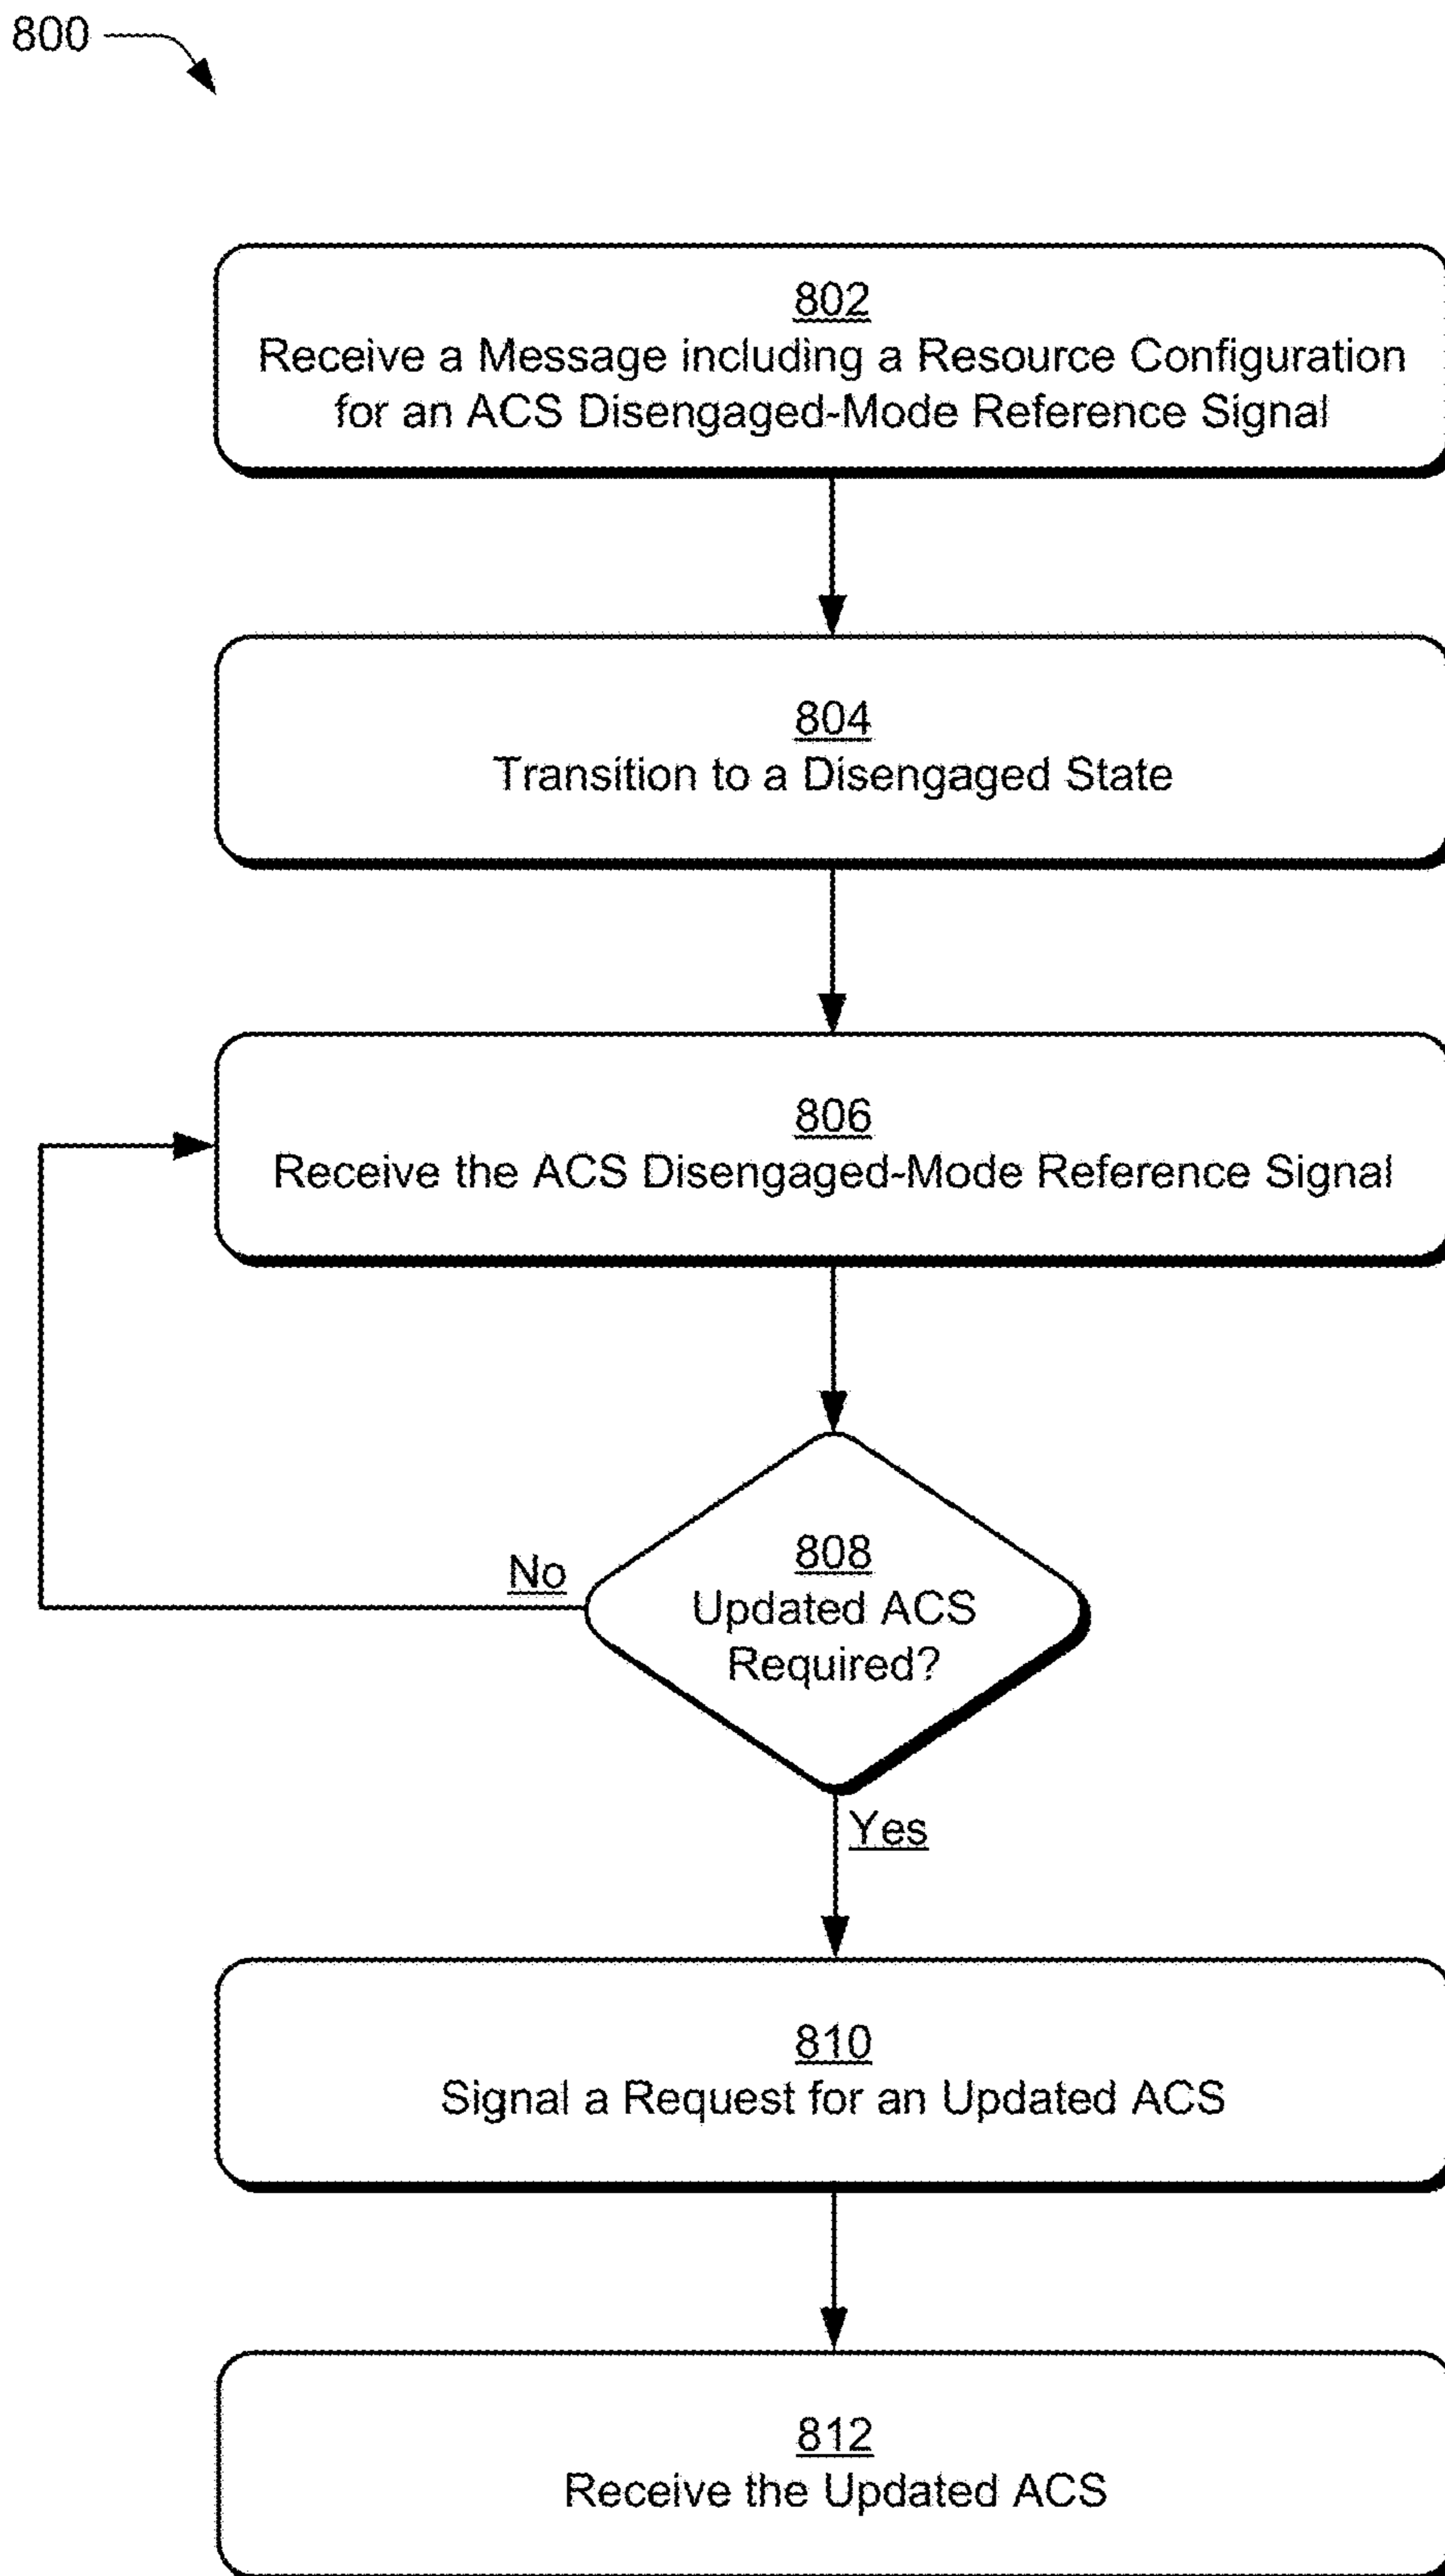 800
802
Receive a Message including a Resource Configuration
for an ACS Disengaged-Mode Reference Signal
804
Transition to a Disengaged State
806
Receive the ACS Disengaged-Mode Reference Signal
808
Updated ACS
Required?
No
Yes
810
Signal a Request for an Updated ACS
812
Receive the Updated ACS